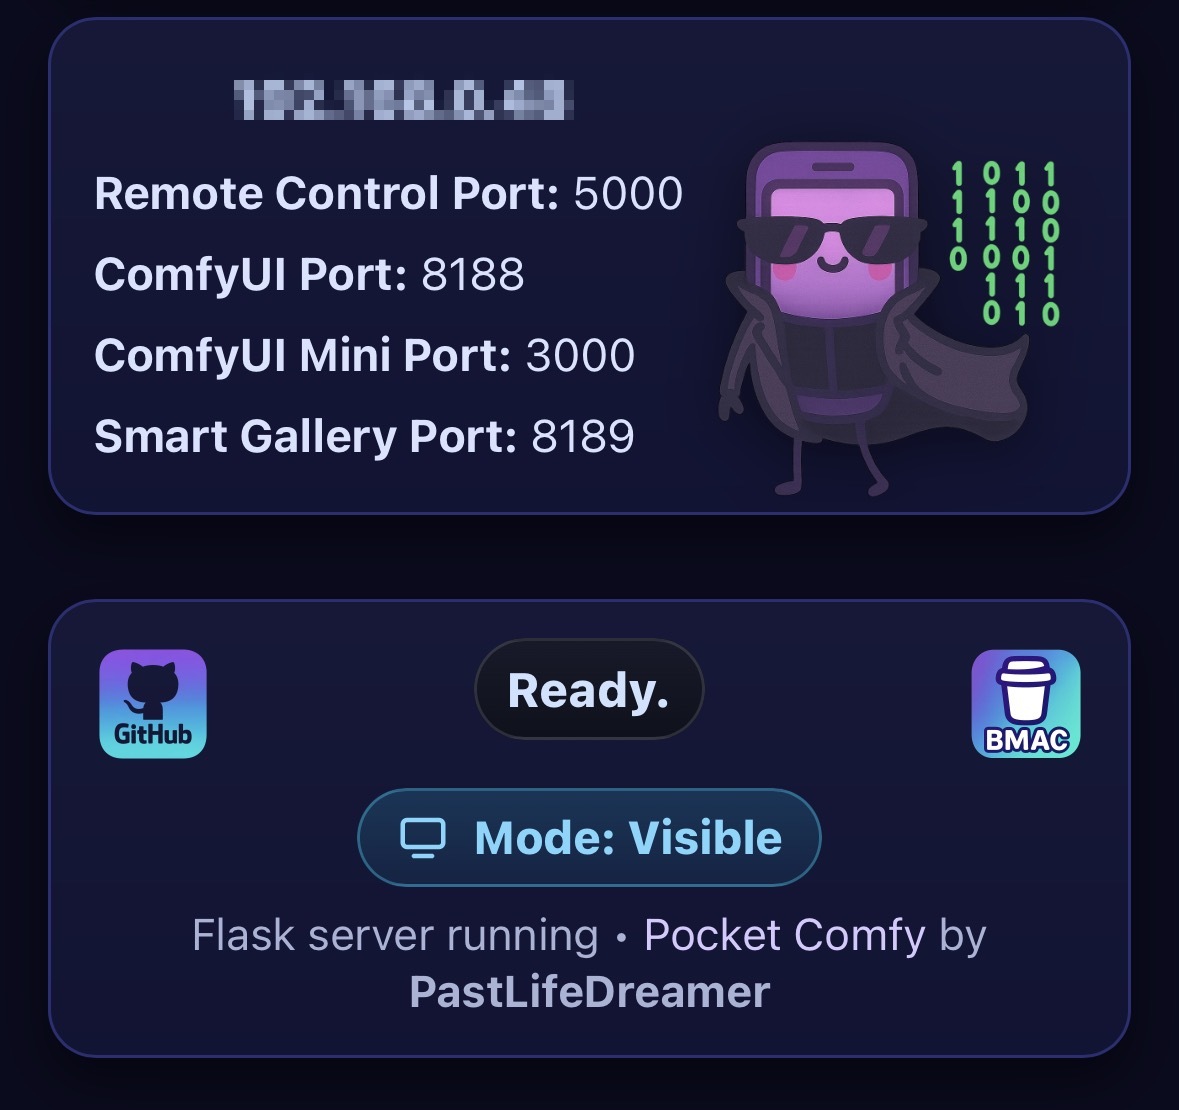 Remote Control Port: 5000
ComfyUI Port: 8188
ComfyUI Mini Port: 3000
Smart Gallery Port: 8189
1 0 1 1
1 1 0 0
1 1 1 0
0 0 0 1
1 1 1
0 1 0
GitHub
Ready.
BMAC
Mode: Visible
Flask server running • Pocket Comfy by
PastLifeDreamer